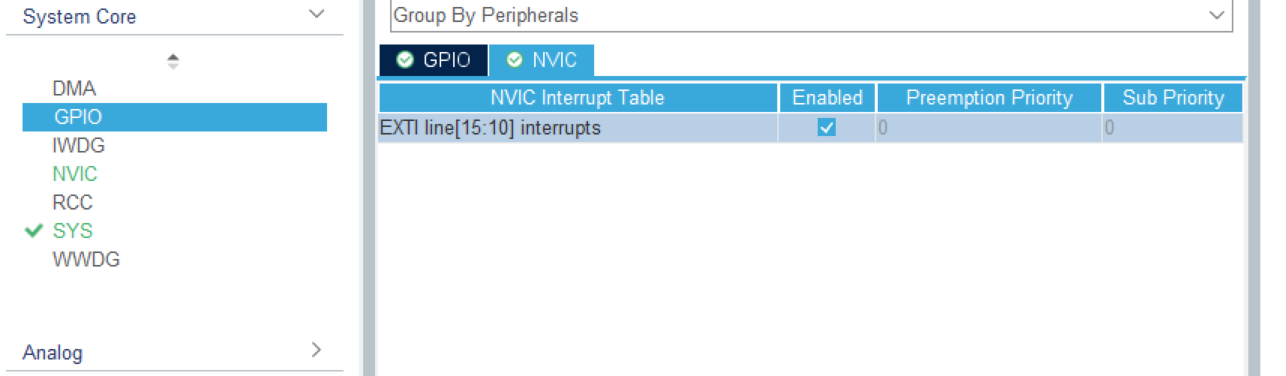 System Core
DMA
GPIO
IWDG
NVIC
RCC
SYS
WWDG
Analog
Group By Peripherals
GPIO NVIC
NVIC Interrupt Table Enabled Preemption Priority Sub Priority
EXTI line[15:10] interrupts 0 0